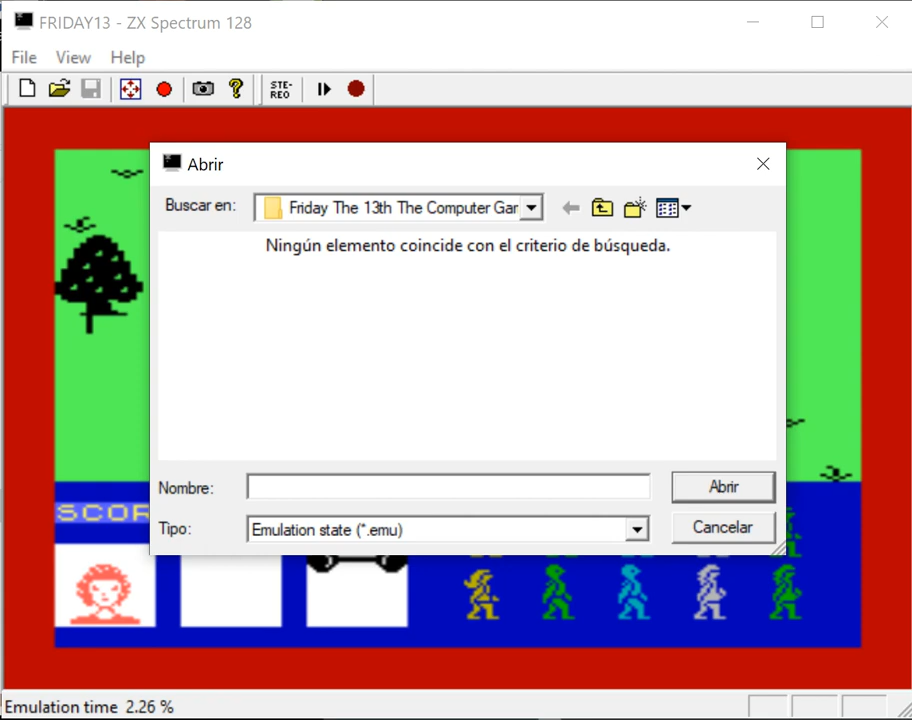 FRIDAY13 - ZX Spectrum 128
File View Help
STE-
REO
Abrir
Buscar en:
Friday The 13th The Computer Gar
Ningún elemento coincide con el criterio de búsqueda.
Nombre:
Abrir
Tipo:
Emulation state (*.emu)
Cancelar
SCOR
Emulation time 2.26 %